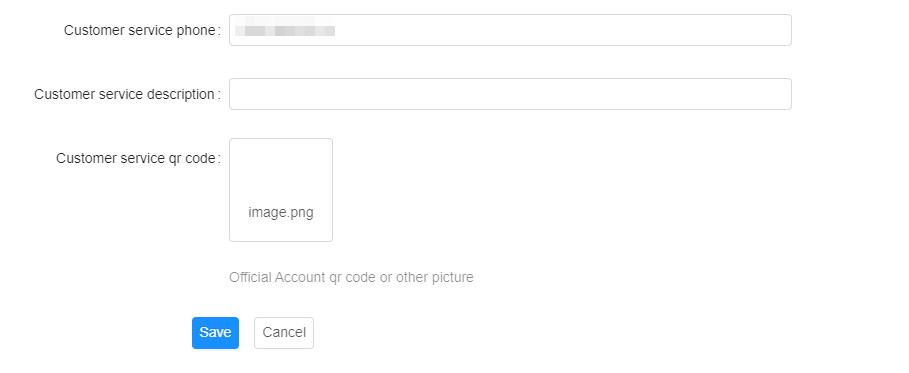 Customer service phone:
Customer service description:
Customer service qr code:
image.png
Official Account qr code or other picture
Save Cancel